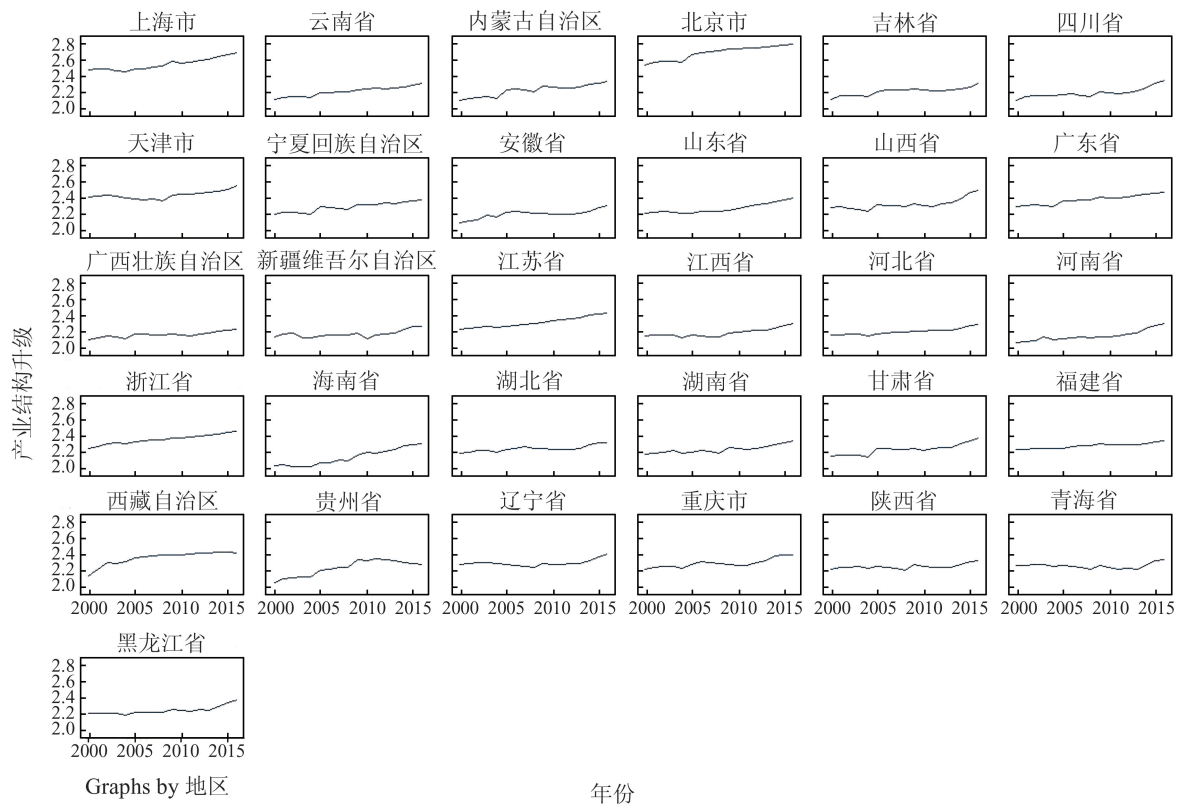 上海市 云南省 内蒙古自治区 北京市 吉林省 四川省
2.8
2.6
2.4
2.2
2.0
天津市 宁夏回族自治区 安徽省 山东省 山西省 广东省
2.8
2.6
2.4
2.2
2.0
广西壮族自治区 新疆维吾尔自治区 江苏省 江西省 河北省 河南省
2.8
2.6
2.4
2.2
2.0
产业结构升级
浙江省 海南省 湖北省 湖南省 甘肃省 福建省
2.8
2.6
2.4
2.2
2.0
西藏自治区 贵州省 辽宁省 重庆市 陕西省 青海省
2.8
2.6
2.4
2.2
2.0
2000 2005 2010 2015 2000 2005 2010 2015 2000 2005 2010 2015 2000 2005 2010 2015 2000 2005 2010 2015
黑龙江省
2.8
2.6
2.4
2.2
2.0
2000 2005 2010 2015
Graphs by 地区
年份